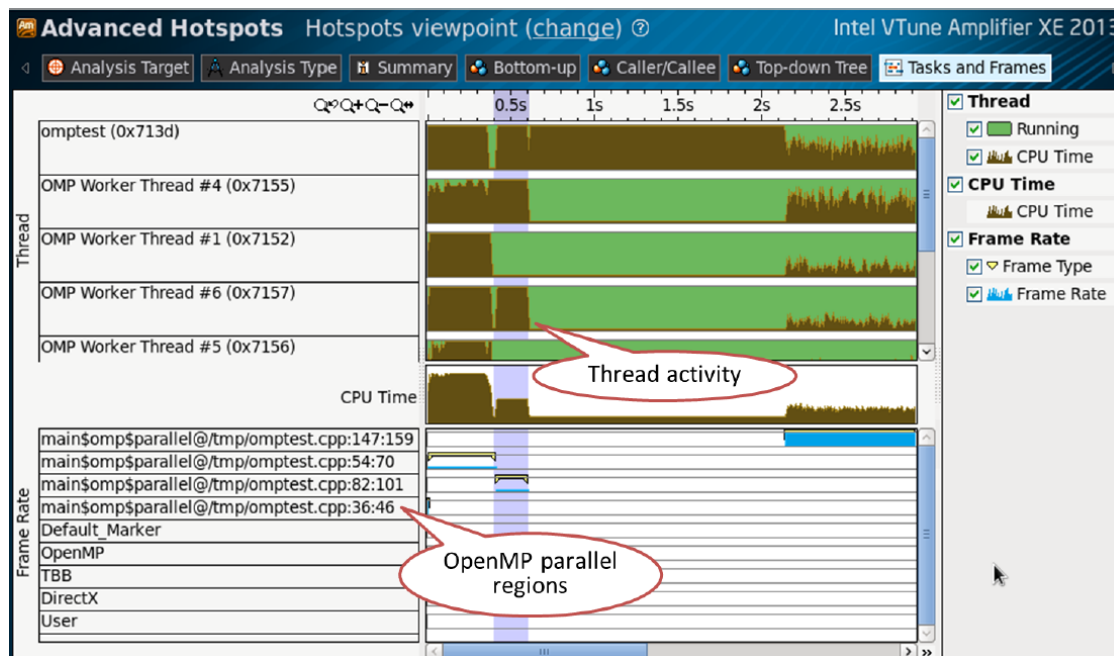 Am Advanced Hotspots Hotspots viewpoint (change) ? Intel VTune Amplifier XE 2013
Analysis Target Analysis Type Summary Bottom-up Caller/Callee Top-down Tree Tasks and Frames
0.5s 1s 1.5s 2s 2.5s
Thread
omptest (0x713d)
OMP Worker Thread #4 (0x7155)
OMP Worker Thread #1 (0x7152)
OMP Worker Thread #6 (0x7157)
OMP Worker Thread #5 (0x7156)
Thread activity
CPU Time
Frame Rate
main$omp$parallel@/tmp/omptest.cpp:147:159
main$omp$parallel@/tmp/omptest.cpp:54:70
main$omp$parallel@/tmp/omptest.cpp:82:101
main$omp$parallel@/tmp/omptest.cpp:36:46
Default_Marker
OpenMP
TBB
DirectX
User
OpenMP parallel
regions
Thread
Running
CPU Time
CPU Time
CPU Time
Frame Rate
Frame Type
Frame Rate